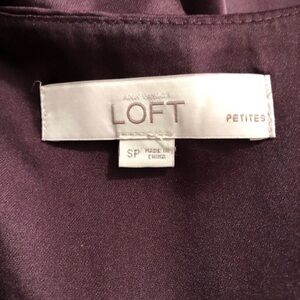 ANN TAYLOR
LOFT
PETITES
SP
MADE IN
CHINA